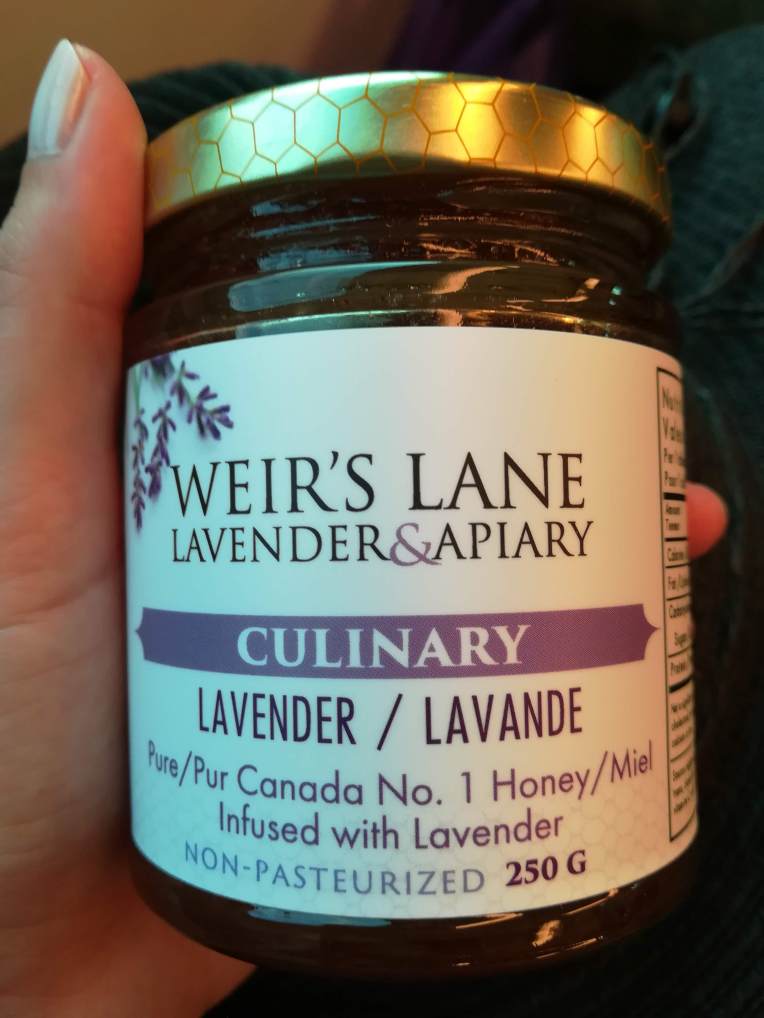 WEIR'S LANE
LAVENDER&APIARY
CULINARY
LAVENDER / LAVANDE
Pure/Pur Canada No. 1 Honey/Miel
Infused with Lavender
NON-PASTEURIZED 250 G